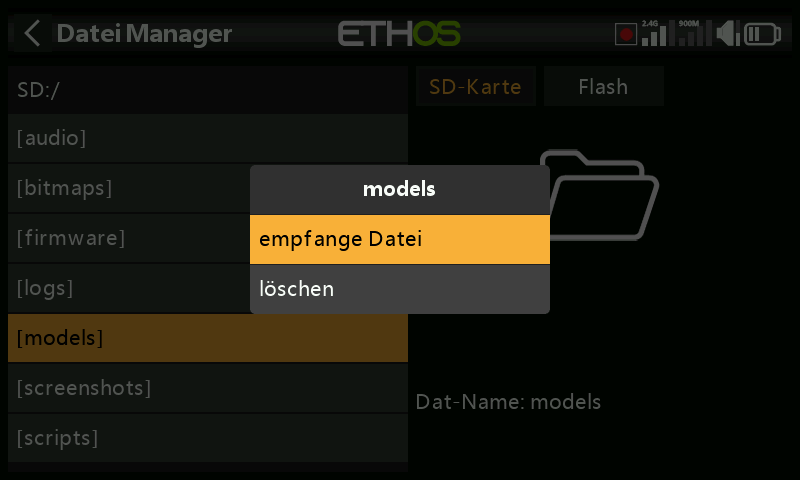 Datei Manager
ETHOS
2.4G
900M
SD:/
SD-Karte
Flash
[audio]
[bitmaps]
[firmware]
[logs]
[models]
[screenshots]
[scripts]
models
empfange Datei
löschen
Dat-Name: models